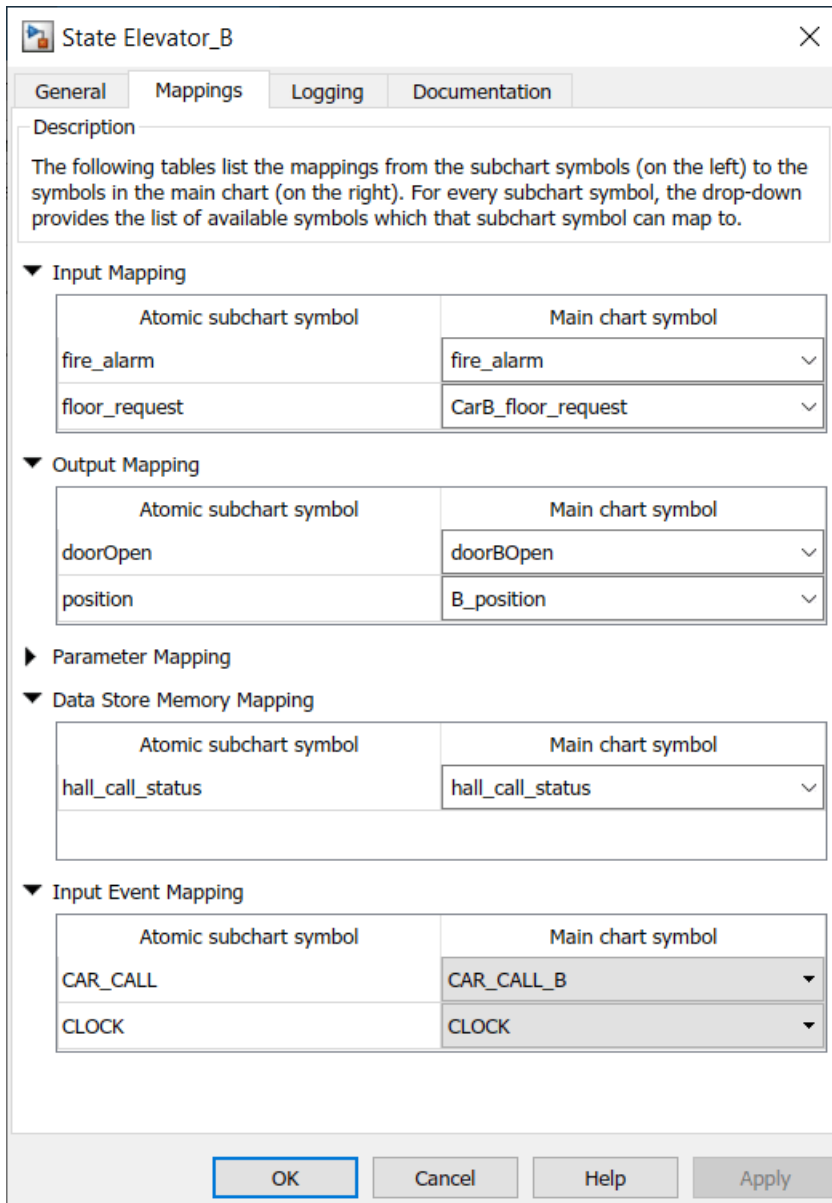 State Elevator_B
General Mappings Logging Documentation
Description
The following tables list the mappings from the subchart symbols (on the left) to the
symbols in the main chart (on the right). For every subchart symbol, the drop-down
provides the list of available symbols which that subchart symbol can map to.
Input Mapping
Atomic subchart symbol Main chart symbol
fire_alarm fire_alarm
floor_request CarB_floor_request
Output Mapping
Atomic subchart symbol Main chart symbol
doorOpen doorBOpen
position B_position
Parameter Mapping
Data Store Memory Mapping
Atomic subchart symbol Main chart symbol
hall_call_status hall_call_status
Input Event Mapping
Atomic subchart symbol Main chart symbol
CAR_CALL CAR_CALL_B
CLOCK CLOCK
OK Cancel Help Apply